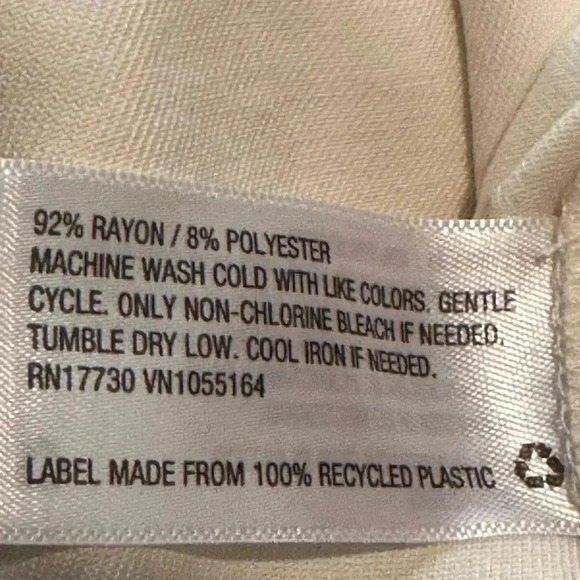 92% RAYON / 8% POLYESTER
MACHINE WASH COLD WITH LIKE COLORS. GENTLE
CYCLE. ONLY NON-CHLORINE BLEACH IF NEEDED.
TUMBLE DRY LOW. COOL IRON IF NEEDED.
RN17730 VN1055164
LABEL MADE FROM 100% RECYCLED PLASTIC